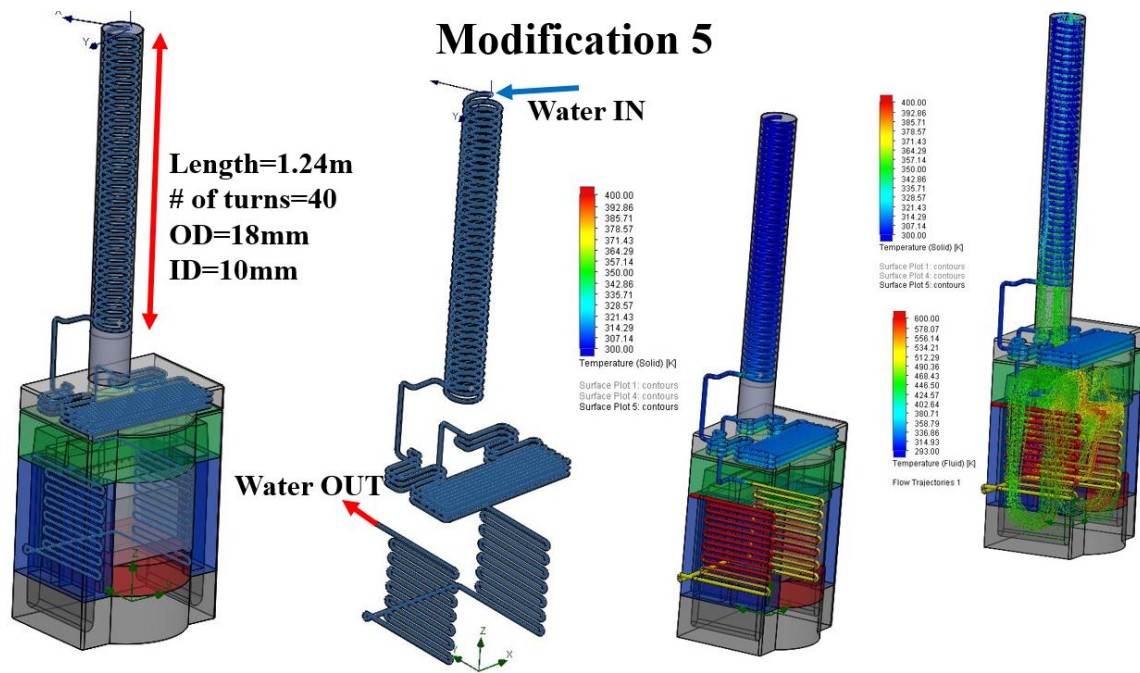 Modification 5
Water IN
Length=1.24m
# of turns=40
OD=18mm
ID=10mm
Water OUT
400.00
392.86
385.71
378.57
371.43
364.29
357.14
350.00
342.86
335.71
328.57
321.43
314.29
307.14
300.00
Temperature (Solid) [K]
Surface Plot 1: contours
Surface Plot 4: contours
Surface Plot 5: contours
400.00
385.71
378.57
371.43
364.29
357.14
350.00
342.86
335.71
328.57
321.43
314.29
300.00
Temperature (Solid) [K]
Surface Plot 1: contours
Surface Plot 4: contours
Surface Plot 5: contours
600.00
578.07
556.14
534.21
512.29
490.36
468.43
446.50
424.57
402.64
380.71
358.79
336.86
314.93
293.00
Temperature (Fluid) [K]
Flow Trajectories 1
X
Y
Y
Z
Y
X
Z